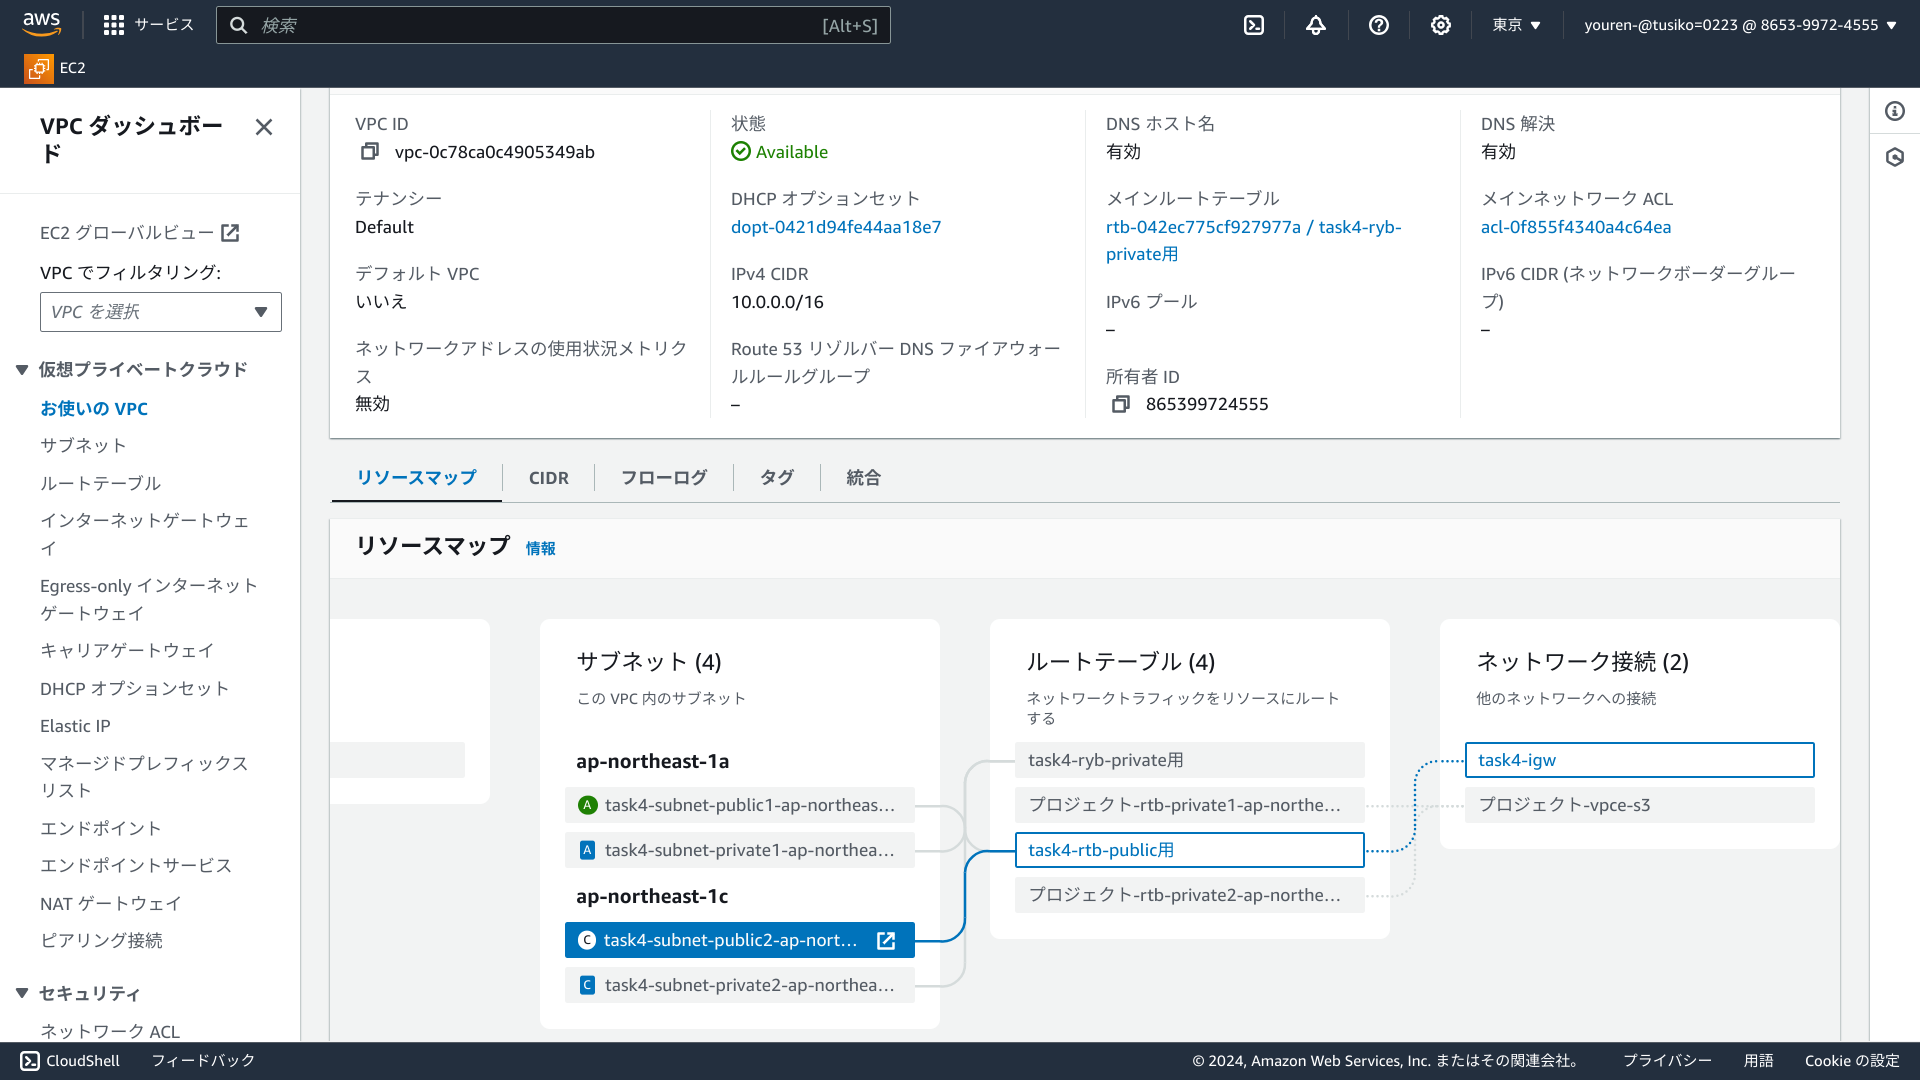 aws
サービス
検索
[Alt+S]
東京
youren-@tusiko=0223 @ 8653-9972-4555
EC2
VPC ダッシュボー
ド
EC2 グローバルビュー
VPC でフィルタリング:
VPC を選択
仮想プライベートクラウド
お使いの VPC
サブネット
ルートテーブル
インターネットゲートウェ
イ
Egress-only インターネット
ゲートウェイ
キャリアゲートウェイ
DHCP オプションセット
Elastic IP
マネージドプレフィックス
リスト
エンドポイント
エンドポイントサービス
NAT ゲートウェイ
ピアリング接続
セキュリティ
ネットワーク ACL
VPC ID
vpc-0c78ca0c4905349ab
テナンシー
Default
デフォルト VPC
いいえ
ネットワークアドレスの使用状況メトリク
ス
無効
状態
Available
DHCP オプションセット
dopt-0421d94fe44aa18e7
IPv4 CIDR
10.0.0.0/16
Route 53 リゾルバー DNS ファイアウォー
ルルールグループ
–
DNS ホスト名
有効
メインルートテーブル
rtb-042ec775cf927977a / task4-ryb-
private用
IPv6 プール
–
所有者 ID
865399724555
DNS 解決
有効
メインネットワーク ACL
acl-0f855f4340a4c64ea
IPv6 CIDR (ネットワークボーダーグルー
プ)
–
リソースマップ
CIDR
フローログ
タグ
統合
リソースマップ 情報
サブネット (4)
この VPC 内のサブネット
ap-northeast-1a
A task4-subnet-public1-ap-northeas...
A task4-subnet-private1-ap-northea...
ap-northeast-1c
C task4-subnet-public2-ap-nort...
C task4-subnet-private2-ap-northea...
ルートテーブル (4)
ネットワークトラフィックをリソースにルート
する
task4-ryb-private用
プロジェクト-rtb-private1-ap-northe...
task4-rtb-public用
プロジェクト-rtb-private2-ap-northe...
ネットワーク接続 (2)
他のネットワークへの接続
task4-igw
プロジェクト-vpce-s3
CloudShell
フィードバック
© 2024, Amazon Web Services, Inc. またはその関連会社。
プライバシー
用語
Cookie の設定